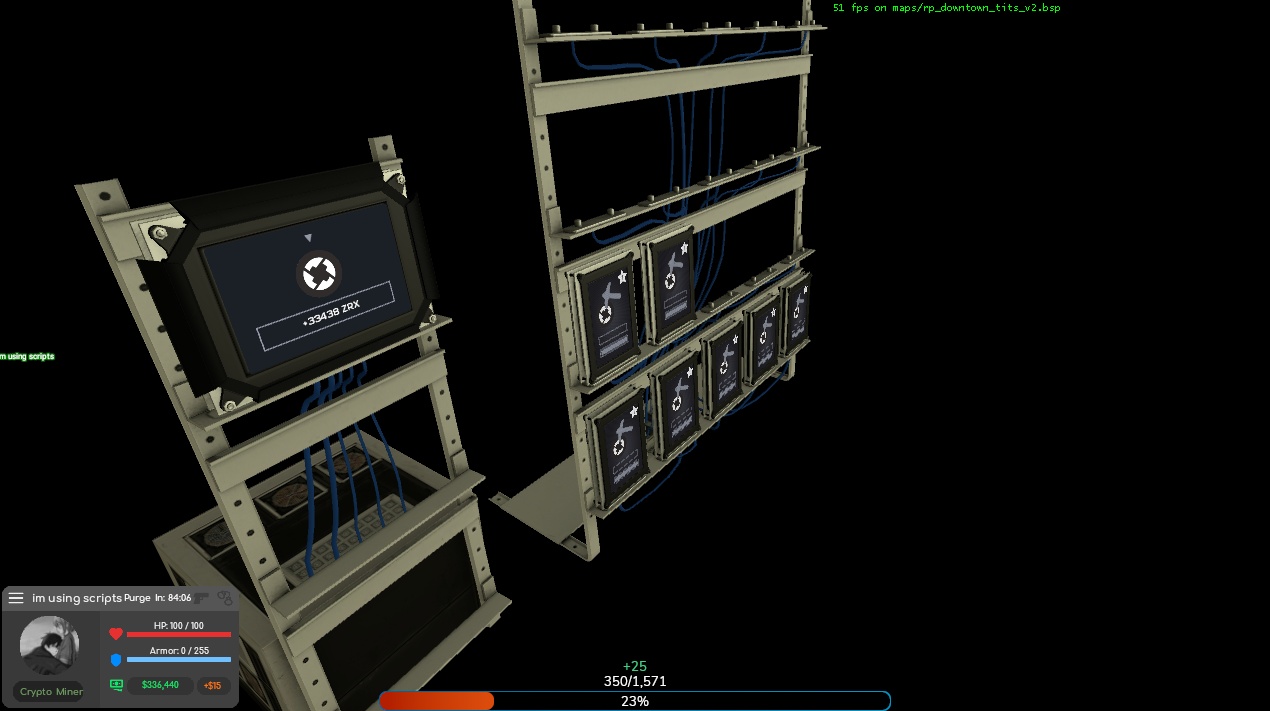 51 fps on maps/rp_downtown_tits_v2.bsp
+33438 ZRX
m using scripts
im using scripts Purge In: 84:06
HP: 100 / 100
Armor: 0 / 255
$336,440 +$15
Crypto Miner
+25
350/1,571
23%